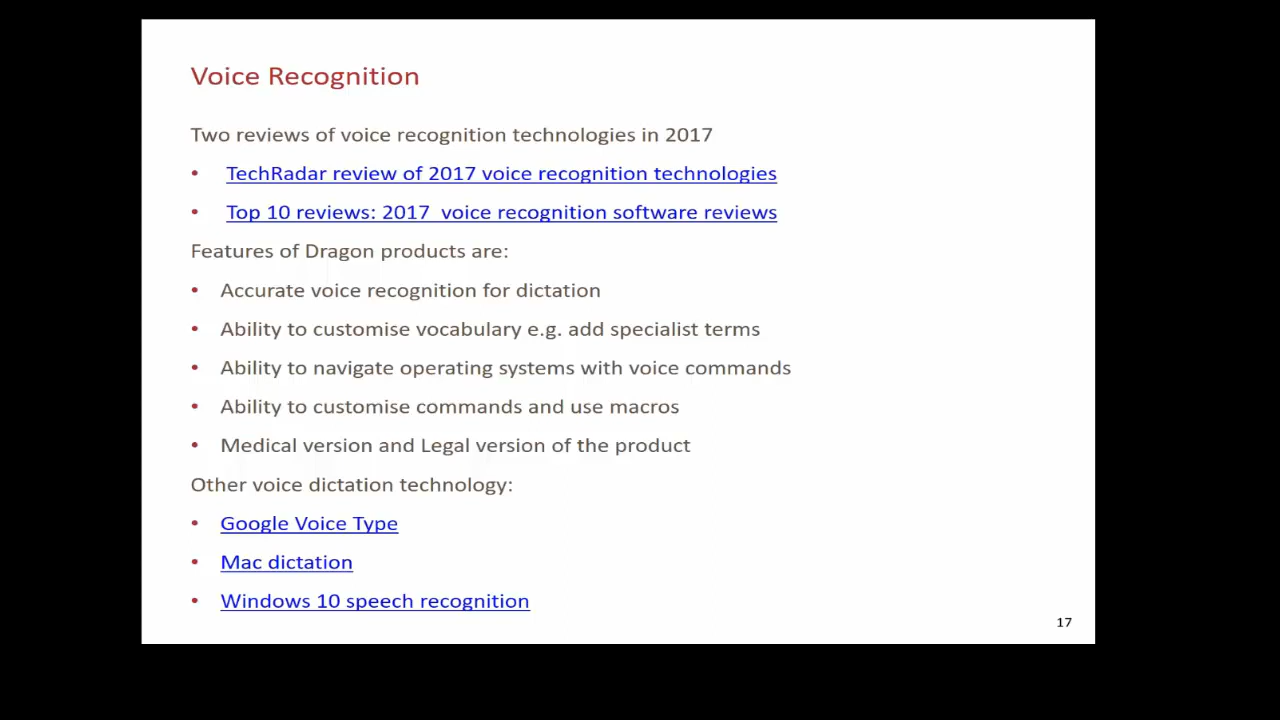 Voice Recognition
Two reviews of voice recognition technologies in 2017
• TechRadar review of 2017 voice recognition technologies
• Top 10 reviews: 2017  voice recognition software reviews
Features of Dragon products are:
• Accurate voice recognition for dictation
• Ability to customise vocabulary e.g. add specialist terms
• Ability to navigate operating systems with voice commands
• Ability to customise commands and use macros
• Medical version and Legal version of the product
Other voice dictation technology:
• Google Voice Type
• Mac dictation
• Windows 10 speech recognition
17